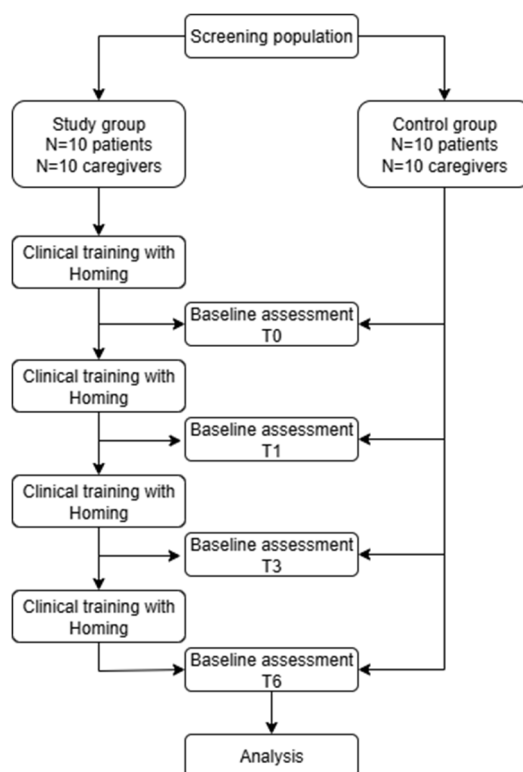 Screening population
Study group
N=10 patients
N=10 caregivers
Control group
N=10 patients
N=10 caregivers
Clinical training with
Homing
Baseline assessment
T0
Clinical training with
Homing
Baseline assessment
T1
Clinical training with
Homing
Baseline assessment
T3
Clinical training with
Homing
Baseline assessment
T6
Analysis